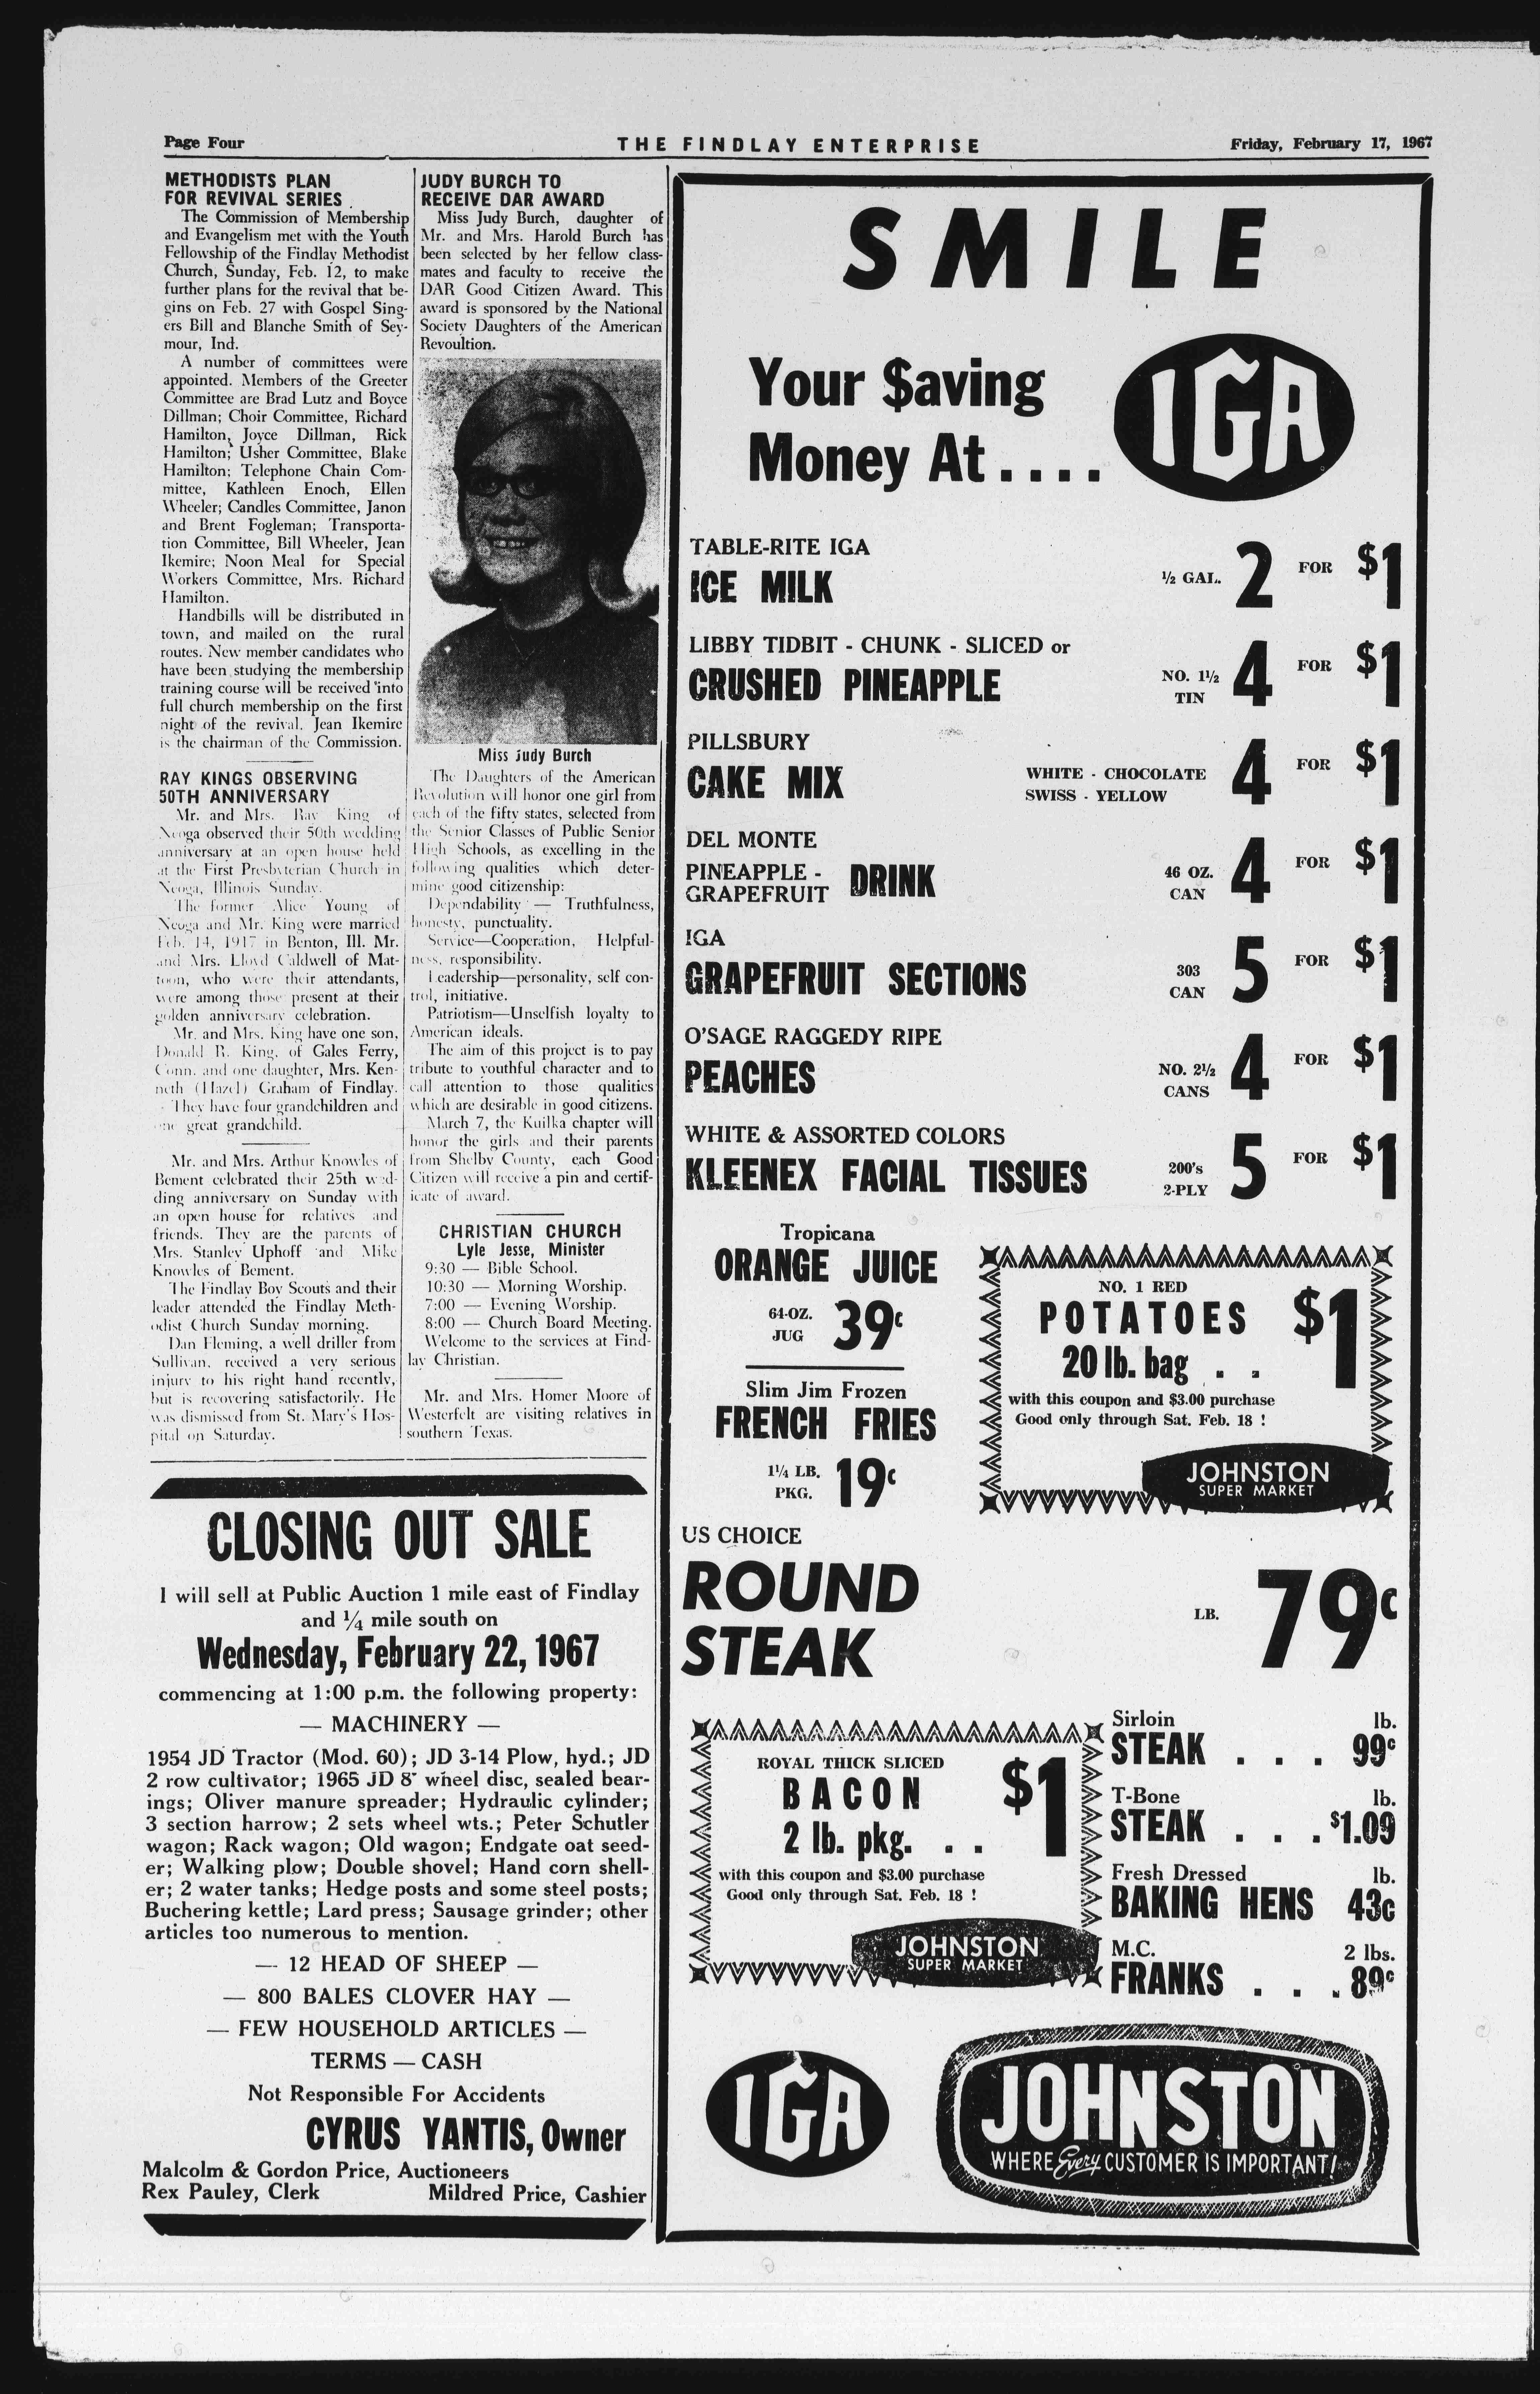 Page Four
THE FINDLAY ENTERPRISE
Friday, February 17, 1967
METHODISTS PLAN
FOR REVIVAL SERIES
The Commission of Membership
and Evangelism met with the Youth
Fellowship of the Findlay Methodist
Church, Sunday, Feb. 12, to make
further plans for the revival that be-
gins on Feb. 27 with Gospel Sing-
ers Bill and Blanche Smith of Sey-
mour, Ind.
A number of committees were
appointed. Members of the Greeter
Committee are Brad Lutz and Boyce
Dillman; Choir Committee, Richard
Hamilton, Joyce Dillman, Rick
Hamilton; Usher Committee, Blake
Hamilton; Telephone Chain Com-
mittee, Kathleen Enoch, Ellen
Wheeler; Candles Committee, Janon
and Brent Fogleman; Transporta-
tion Committee, Bill Wheeler, Jean
Ikemire; Noon Meal for Special
Workers Committee, Mrs. Richard
Hamilton.
Handbills will be distributed in
town, and mailed on the rural
routes. New member candidates who
have been studying the membership
training course will be received into
full church membership on the first
night of the revival. Jean Ikemire
is the chairman of the Commission.
RAY KINGS OBSERVING
50TH ANNIVERSARY
Mr. and Mrs. Ray King of
Neoga observed their 50th wedding
anniversary at an open house held
at the First Presbyterian Church in
Neoga, Illinois Sunday.
The former Alice Young of
Neoga and Mr. King were married
Feb. 14, 1917 in Benton, Ill. Mr.
and Mrs. Lloyd Caldwell of Mat-
toon, who were their attendants,
were among those present at their
golden anniversary celebration.
Mr. and Mrs. King have one son,
Donald R. King, of Gales Ferry,
Conn. and one daughter, Mrs. Ken-
neth (Hazel) Graham of Findlay.
They have four grandchildren and
one great grandchild.
Mr. and Mrs. Arthur Knowles of
Bement celebrated their 25th wed-
ding anniversary on Sunday with
an open house for relatives and
friends. They are the parents of
Mrs. Stanley Uphoff and Mike
Knowles of Bement.
The Findlay Boy Scouts and their
leader attended the Findlay Meth-
odist Church Sunday morning.
Dan Fleming, a well driller from
Sullivan, received a very serious
injury to his right hand recently,
but is recovering satisfactorily. He
was dismissed from St. Mary's Hos-
pital on Saturday.
JUDY BURCH TO
RECEIVE DAR AWARD
Miss Judy Burch, daughter of
Mr. and Mrs. Harold Burch has
been selected by her fellow class-
mates and faculty to receive the
DAR Good Citizen Award. This
award is sponsored by the National
Society Daughters of the American
Revoultion.
Miss Judy Burch
The Daughters of the American
Revolution will honor one girl from
each of the fifty states, selected from
the Senior Classes of Public Senior
High Schools, as excelling in the
following qualities which deter-
mine good citizenship:
Dependability — Truthfulness,
honesty, punctuality.
Service—Cooperation, Helpful-
ness, responsibility.
Leadership—personality, self con-
trol, initiative.
Patriotism—Unselfish loyalty to
American ideals.
The aim of this project is to pay
tribute to youthful character and to
call attention to those qualities
which are desirable in good citizens.
March 7, the Kuilka chapter will
honor the girls and their parents
from Shelby County, each Good
Citizen will receive a pin and certif-
icate of award.
CHRISTIAN CHURCH
Lyle Jesse, Minister
9:30 — Bible School.
10:30 — Morning Worship.
7:00 — Evening Worship.
8:00 — Church Board Meeting.
Welcome to the services at Find-
lay Christian.
Mr. and Mrs. Homer Moore of
Westerfelt are visiting relatives in
southern Texas.
CLOSING OUT SALE
I will sell at Public Auction 1 mile east of Findlay
and ¼ mile south on
Wednesday, February 22, 1967
commencing at 1:00 p.m. the following property:
— MACHINERY —
1954 JD Tractor (Mod. 60); JD 3-14 Plow, hyd.; JD
2 row cultivator; 1965 JD 8' wheel disc, sealed bear-
ings; Oliver manure spreader; Hydraulic cylinder;
3 section harrow; 2 sets wheel wts.; Peter Schutler
wagon; Rack wagon; Old wagon; Endgate oat seed-
er; Walking plow; Double shovel; Hand corn shell-
er; 2 water tanks; Hedge posts and some steel posts;
Buchering kettle; Lard press; Sausage grinder; other
articles too numerous to mention.
— 12 HEAD OF SHEEP —
— 800 BALES CLOVER HAY —
— FEW HOUSEHOLD ARTICLES —
TERMS — CASH
Not Responsible For Accidents
CYRUS YANTIS, Owner
Malcolm & Gordon Price, Auctioneers
Rex Pauley, Clerk Mildred Price, Cashier
SMILE
Your $aving
Money At . . . .
IGA
TABLE-RITE IGA
ICE MILK ½ GAL. 2 FOR $1
LIBBY TIDBIT - CHUNK - SLICED or
CRUSHED PINEAPPLE NO. 1½ TIN 4 FOR $1
PILLSBURY
CAKE MIX WHITE - CHOCOLATE SWISS - YELLOW 4 FOR $1
DEL MONTE
PINEAPPLE - GRAPEFRUIT DRINK 46 OZ. CAN 4 FOR $1
IGA
GRAPEFRUIT SECTIONS 303 CAN 5 FOR $1
O'SAGE RAGGEDY RIPE
PEACHES NO. 2½ CANS 4 FOR $1
WHITE & ASSORTED COLORS
KLEENEX FACIAL TISSUES 200's 2-PLY 5 FOR $1
Tropicana
ORANGE JUICE
64-OZ. JUG 39c
Slim Jim Frozen
FRENCH FRIES
1¼ LB. PKG. 19c
NO. 1 RED
POTATOES $1
20 lb. bag . .
with this coupon and $3.00 purchase
Good only through Sat. Feb. 18 !
JOHNSTON
SUPER MARKET
US CHOICE
ROUND
STEAK LB. 79c
ROYAL THICK SLICED
BACON $1
2 lb. pkg. . .
with this coupon and $3.00 purchase
Good only through Sat. Feb. 18 !
JOHNSTON
SUPER MARKET
Sirloin lb.
STEAK . . . 99c
T-Bone lb.
STEAK . . . $1.09
Fresh Dressed lb.
BAKING HENS 43c
M.C. 2 lbs.
FRANKS . . . 89c
IGA
JOHNSTON
WHERE Every CUSTOMER IS IMPORTANT!